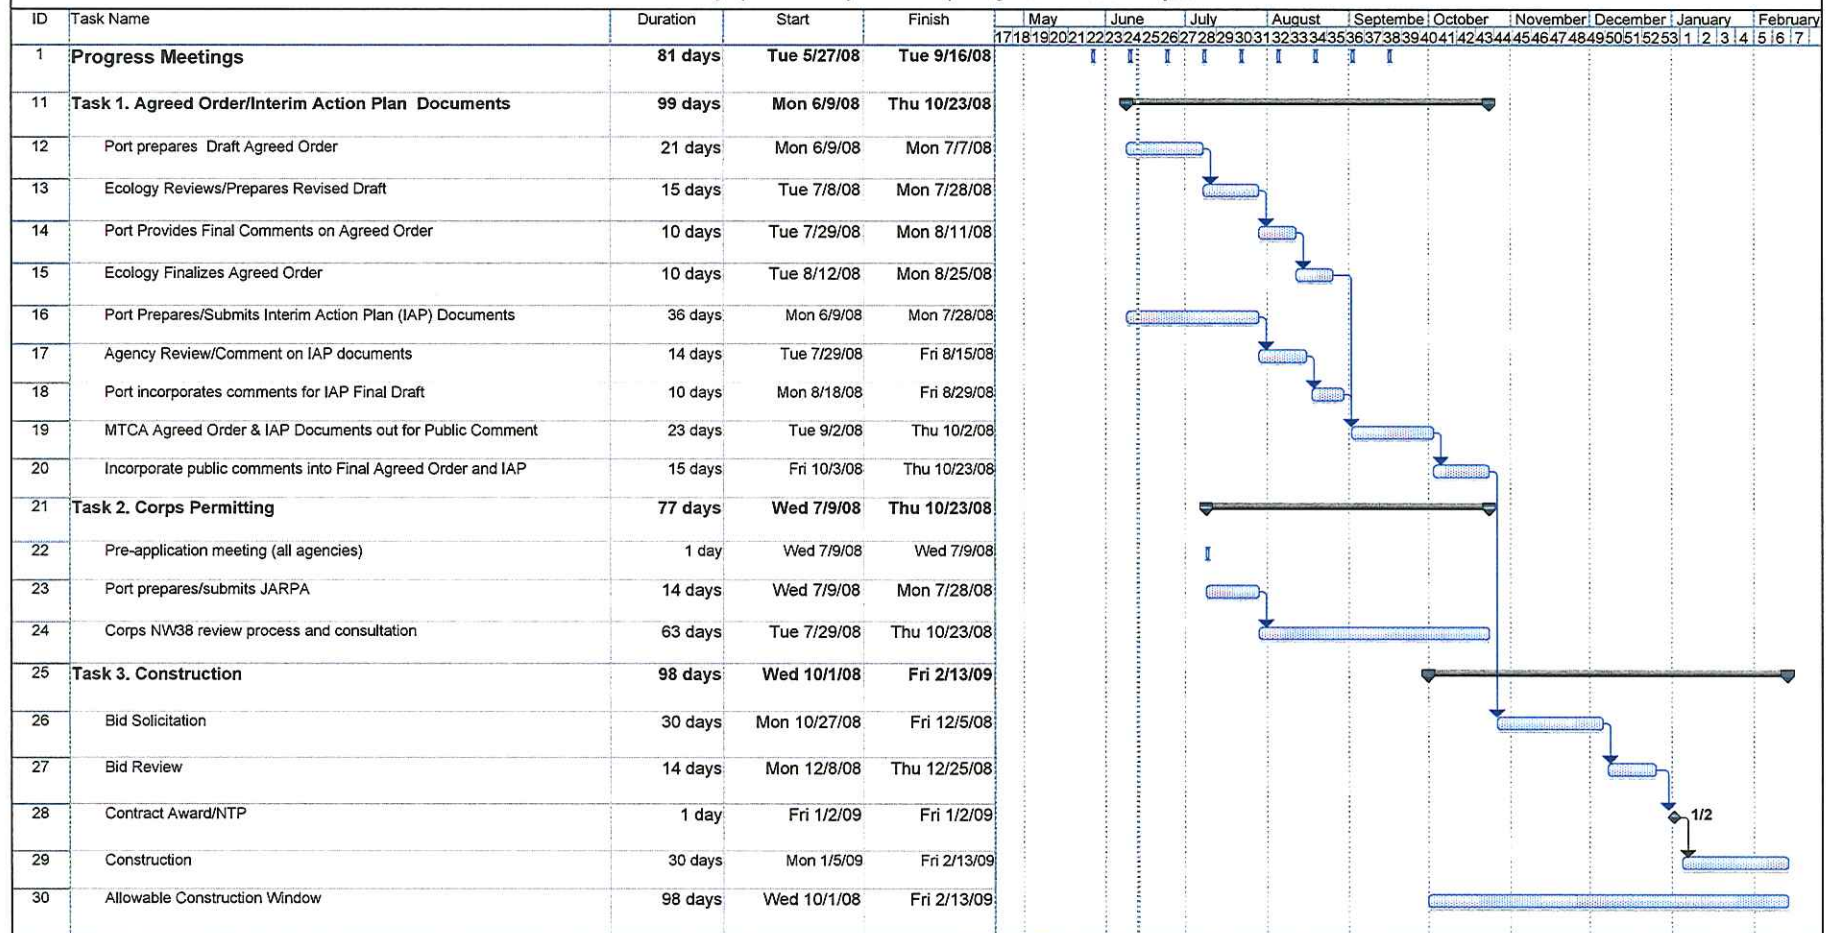 ID Task Name Duration Start Finish May June July August Septembe October November December January February
17 18 19 20 21 22 23 24 25 26 27 28 29 30 31 32 33 34 35 36 37 38 39 40 41 42 43 44 45 46 47 48 49 50 51 52 53 1 2 3 4 5 6 7
1 Progress Meetings 81 days Tue 5/27/08 Tue 9/16/08
11 Task 1. Agreed Order/Interim Action Plan Documents 99 days Mon 6/9/08 Thu 10/23/08
12 Port prepares Draft Agreed Order 21 days Mon 6/9/08 Mon 7/7/08
13 Ecology Reviews/Prepares Revised Draft 15 days Tue 7/8/08 Mon 7/28/08
14 Port Provides Final Comments on Agreed Order 10 days Tue 7/29/08 Mon 8/11/08
15 Ecology Finalizes Agreed Order 10 days Tue 8/12/08 Mon 8/25/08
16 Port Prepares/Submits Interim Action Plan (IAP) Documents 36 days Mon 6/9/08 Mon 7/28/08
17 Agency Review/Comment on IAP documents 14 days Tue 7/29/08 Fri 8/15/08
18 Port incorporates comments for IAP Final Draft 10 days Mon 8/18/08 Fri 8/29/08
19 MTCA Agreed Order & IAP Documents out for Public Comment 23 days Tue 9/2/08 Thu 10/2/08
20 Incorporate public comments into Final Agreed Order and IAP 15 days Fri 10/3/08 Thu 10/23/08
21 Task 2. Corps Permitting 77 days Wed 7/9/08 Thu 10/23/08
22 Pre-application meeting (all agencies) 1 day Wed 7/9/08 Wed 7/9/08
23 Port prepares/submits JARPA 14 days Wed 7/9/08 Mon 7/28/08
24 Corps NW38 review process and consultation 63 days Tue 7/29/08 Thu 10/23/08
25 Task 3. Construction 98 days Wed 10/1/08 Fri 2/13/09
26 Bid Solicitation 30 days Mon 10/27/08 Fri 12/5/08
27 Bid Review 14 days Mon 12/8/08 Thu 12/25/08
28 Contract Award/NTP 1 day Fri 1/2/09 Fri 1/2/09 1/2
29 Construction 30 days Mon 1/5/09 Fri 2/13/09
30 Allowable Construction Window 98 days Wed 10/1/08 Fri 2/13/09